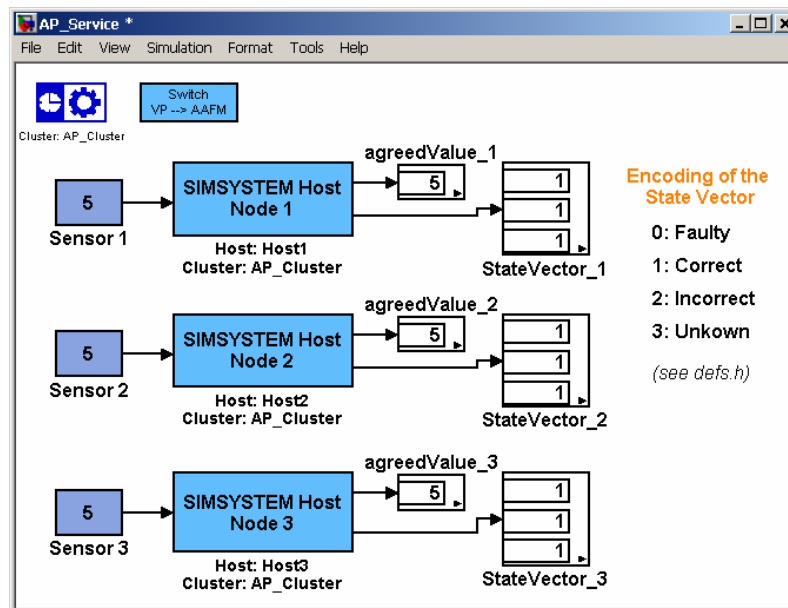 AP_Service *
File Edit View Simulation Format Tools Help
Cluster: AP_Cluster
Switch
VP --> AAFM
5
Sensor 1
SIMSYSTEM Host
Node 1
Host: Host1
Cluster: AP_Cluster
agreedValue_1
5
1
1
1
StateVector_1
5
Sensor 2
SIMSYSTEM Host
Node 2
Host: Host2
Cluster: AP_Cluster
agreedValue_2
5
1
1
1
StateVector_2
5
Sensor 3
SIMSYSTEM Host
Node 3
Host: Host3
Cluster: AP_Cluster
agreedValue_3
5
1
1
1
StateVector_3
Encoding of the
State Vector
0: Faulty
1: Correct
2: Incorrect
3: Unkown
(see defs.h)